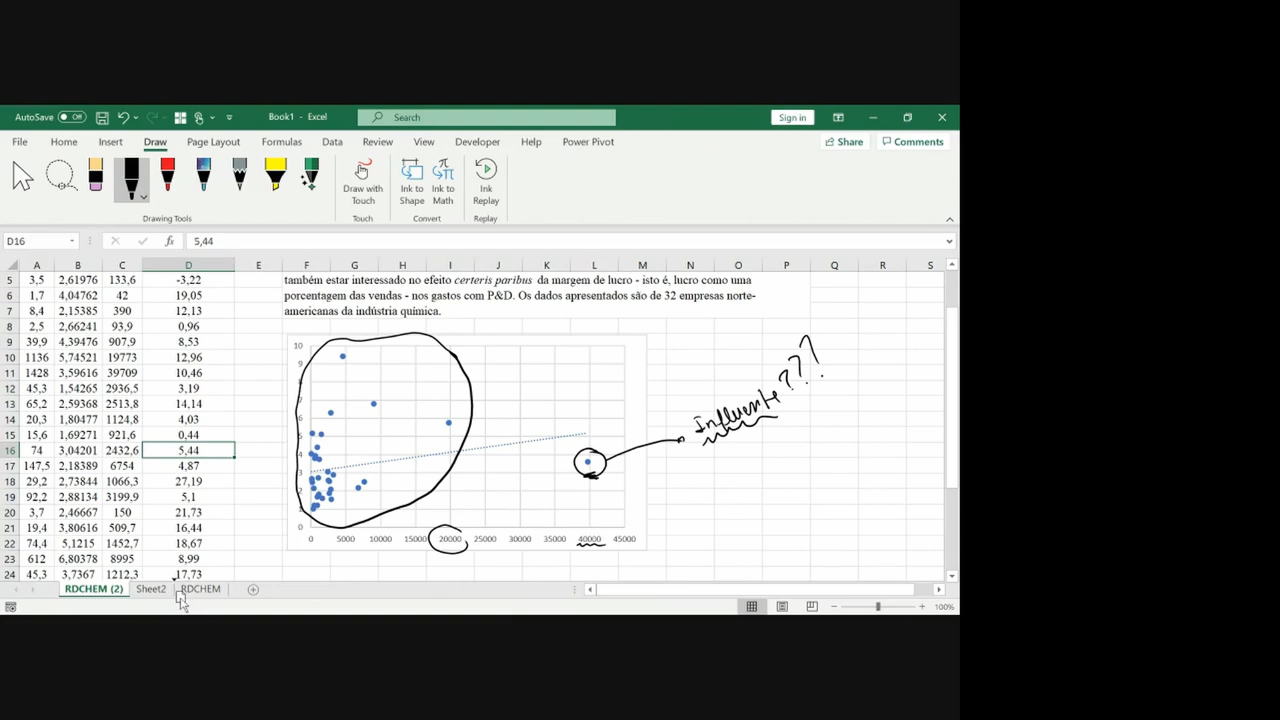 AutoSave Off Book1 - Excel Search Sign in
File Home Insert Draw Page Layout Formulas Data Review View Developer Help Power Pivot Share Comments
Draw with Touch Ink to Shape Ink to Math Ink Replay
Drawing Tools Touch Convert Replay
D16 fx 5,44
A B C D E F G H I J K L M N O P Q R S
5 3,5 2,61976 133,6 -3,22 também estar interessado no efeito certeris paribus da margem de lucro - isto é, lucro como uma
6 1,7 4,04762 42 19,05 porcentagem das vendas - nos gastos com P&D. Os dados apresentados são de 32 empresas norte-
7 8,4 2,15385 390 12,13 americanas da indústria química.
8 2,5 2,66241 93,9 0,96
9 39,9 4,39476 907,9 8,53
10 1136 5,74521 19773 12,96
11 1428 3,59616 39709 10,46
12 45,3 1,54265 2936,5 3,19
13 65,2 2,59368 2513,8 14,14
14 20,3 1,80477 1124,8 4,03
15 15,6 1,69271 921,6 0,44
16 74 3,04201 2432,6 5,44
17 147,5 2,18389 6754 4,87
18 29,2 2,73844 1066,3 27,19
19 92,2 2,88134 3199,9 5,1
20 3,7 2,46667 150 21,73
21 19,4 3,80616 509,7 16,44
22 74,4 5,1215 1452,7 18,67
23 612 6,80378 8995 8,99
24 45,3 3,7367 1212,3 17,73
10
9
8
7
6
5
4
3
2
1
0
0 5000 10000 15000 20000 25000 30000 35000 40000 45000
Influente???
RDCHEM (2) Sheet2 RDCHEM
100%